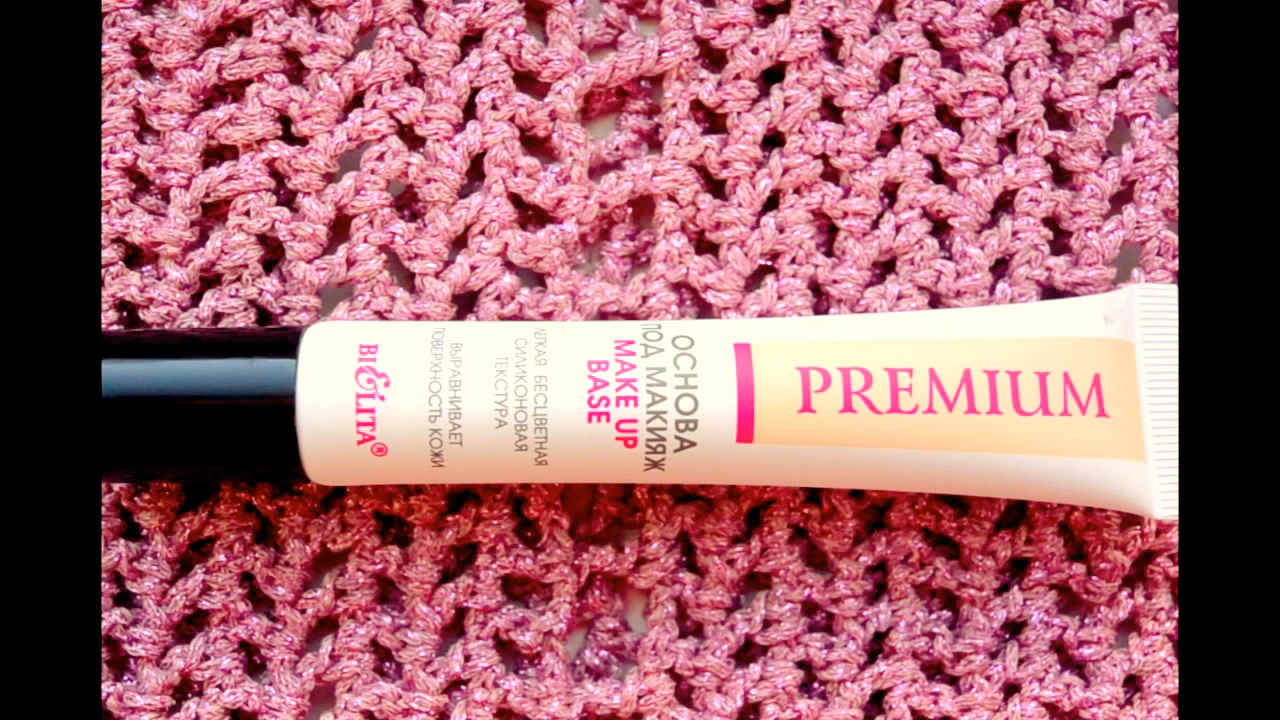 PREMIUM
ОСНОВА
ПОД МАКИЯЖ
MAKE UP
BASE
ЛЕГКАЯ БЕСЦВЕТНАЯ
СИЛИКОНОВАЯ
ТЕКСТУРА
ВЫРАВНИВАЕТ
ПОВЕРХНОСТЬ КОЖИ
BIELITA®